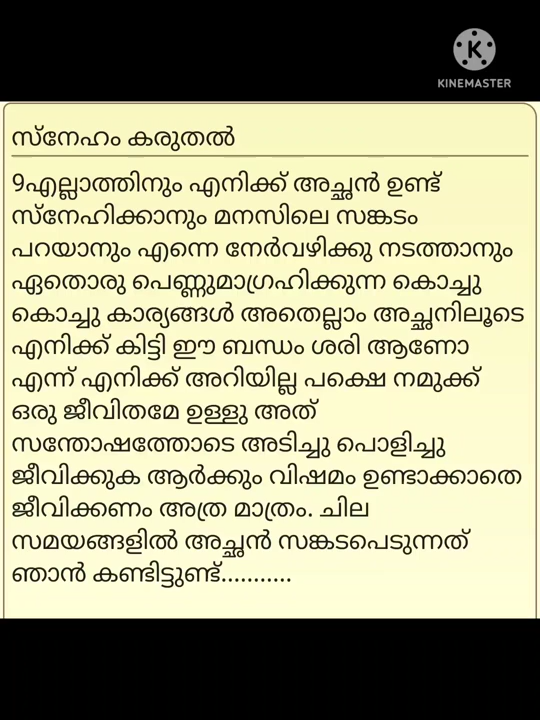 KINEMASTER
സ്നേഹം കരുതൽ
9എല്ലാത്തിനും എനിക്ക് അച്ഛൻ ഉണ്ട്
സ്നേഹിക്കാനും മനസിലെ സങ്കടം
പറയാനും എന്നെ നേർവഴിക്കു നടത്താനും
ഏതൊരു പെണ്ണുമാഗ്രഹിക്കുന്ന കൊച്ചു
കൊച്ചു കാര്യങ്ങൾ അതെല്ലാം അച്ഛനിലൂടെ
എനിക്ക് കിട്ടി ഈ ബന്ധം ശരി ആണോ
എന്ന് എനിക്ക് അറിയില്ല പക്ഷെ നമുക്ക്
ഒരു ജീവിതമേ ഉള്ളു അത്
സന്തോഷത്തോടെ അടിച്ചു പൊളിച്ചു
ജീവിക്കുക ആർക്കും വിഷമം ഉണ്ടാക്കാതെ
ജീവിക്കണം അത്ര മാത്രം. ചില
സമയങ്ങളിൽ അച്ഛൻ സങ്കടപെടുന്നത്
ഞാൻ കണ്ടിട്ടുണ്ട്...........